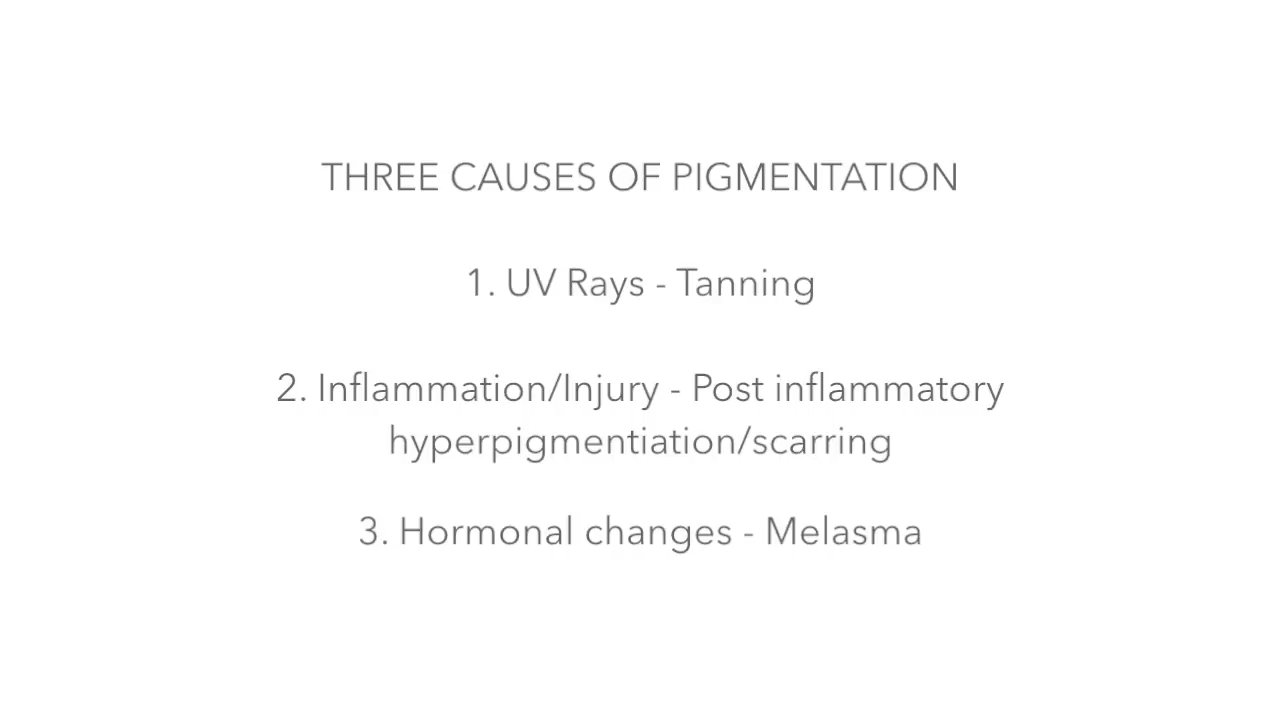 THREE CAUSES OF PIGMENTATION
1. UV Rays - Tanning
2. Inflammation/Injury - Post inflammatory
hyperpigmentiation/scarring
3. Hormonal changes - Melasma